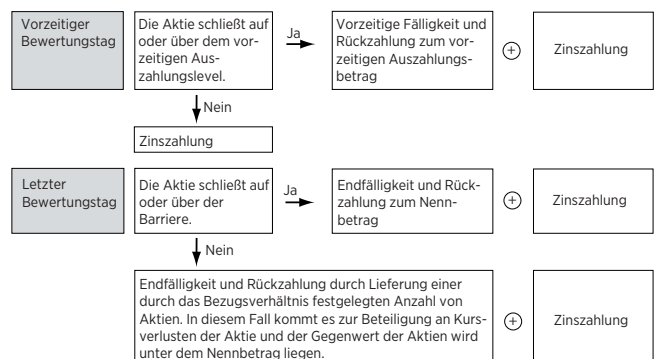 Vorzeitiger
Bewertungstag
Die Aktie schließt auf
oder über dem vor-
zeitigen Aus-
zahlungslevel.
Ja
Vorzeitige Fälligkeit und
Rückzahlung zum vor-
zeitigen Auszahlungs-
betrag
+
Zinszahlung
Nein
Zinszahlung
Letzter
Bewertungstag
Die Aktie schließt auf
oder über der
Barriere.
Ja
Endfälligkeit und Rück-
zahlung zum Nenn-
betrag
+
Zinszahlung
Nein
Endfälligkeit und Rückzahlung durch Lieferung einer
durch das Bezugsverhältnis festgelegten Anzahl von
Aktien. In diesem Fall kommt es zur Beteiligung an Kurs-
verlusten der Aktie und der Gegenwert der Aktien wird
unter dem Nennbetrag liegen.
+
Zinszahlung